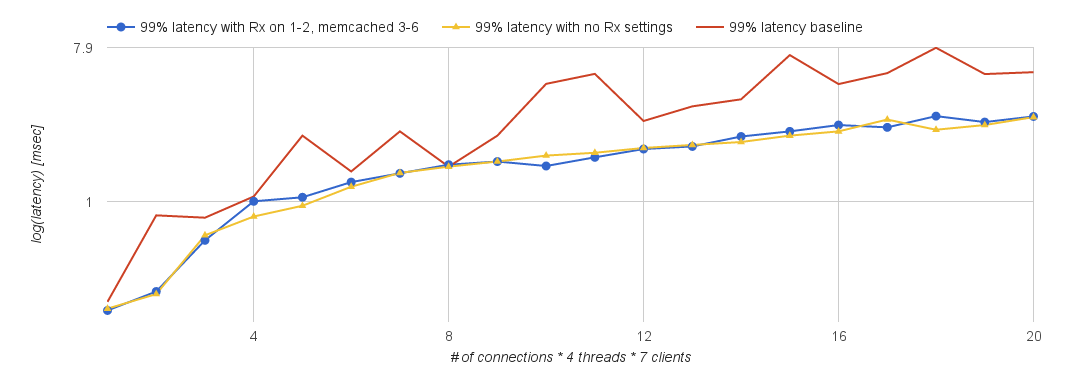 99% latency with Rx on 1-2, memcached 3-6 99% latency with no Rx settings 99% latency baseline
7.9
1
log(latency) [msec]
4 8 12 16 20
# of connections * 4 threads * 7 clients